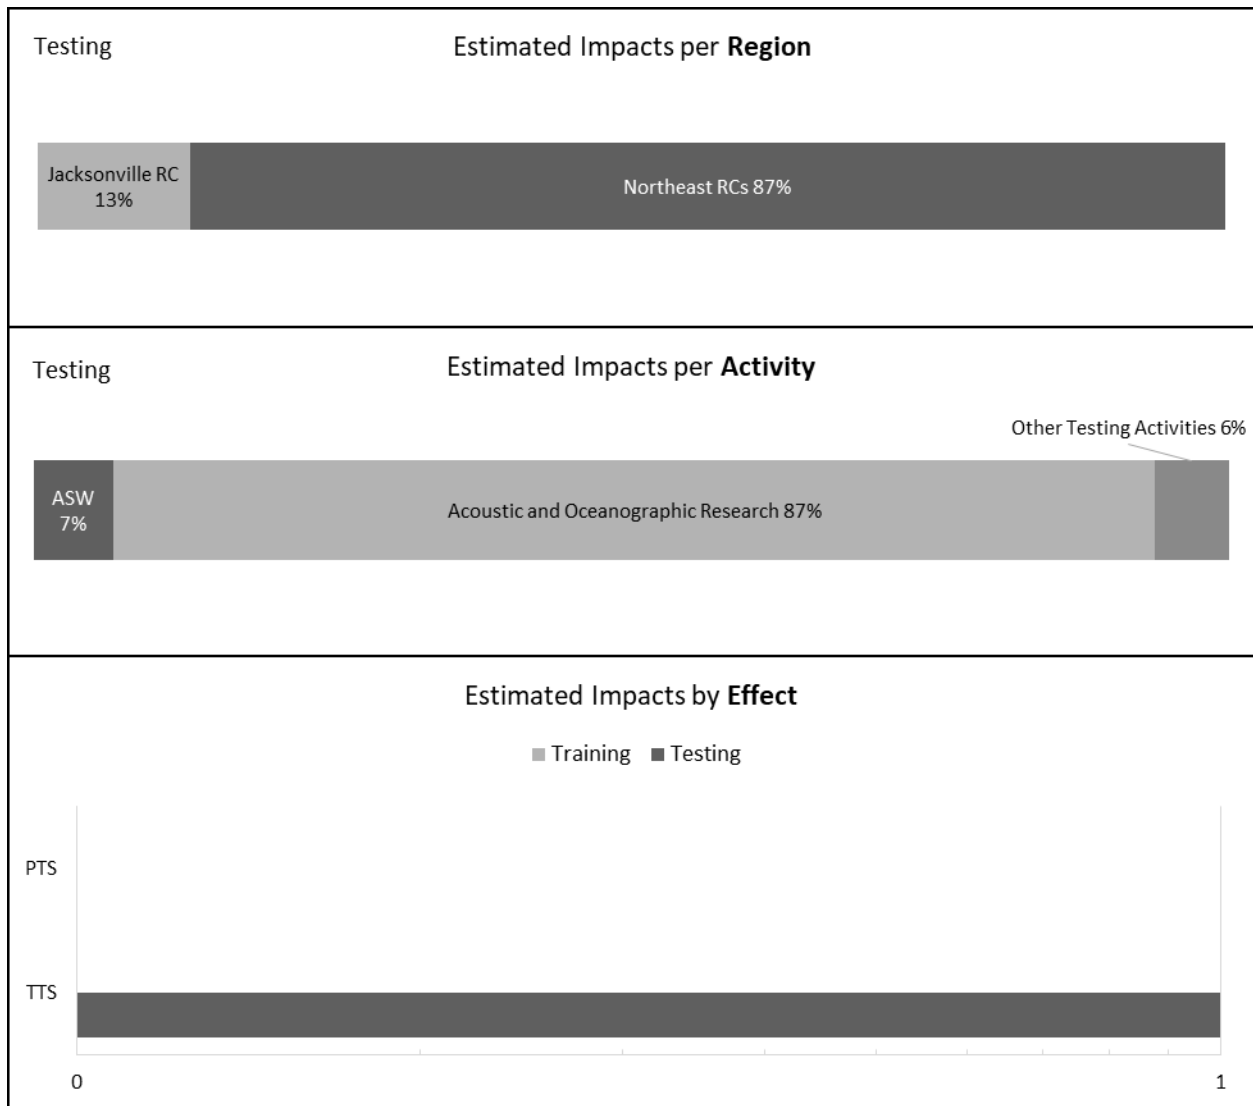 Testing
Estimated Impacts per Region
Jacksonville RC
13%
Northeast RCs 87%
Testing
Estimated Impacts per Activity
Other Testing Activities 6%
ASW
7%
Acoustic and Oceanographic Research 87%
Estimated Impacts by Effect
Training Testing
PTS
TTS
0 1